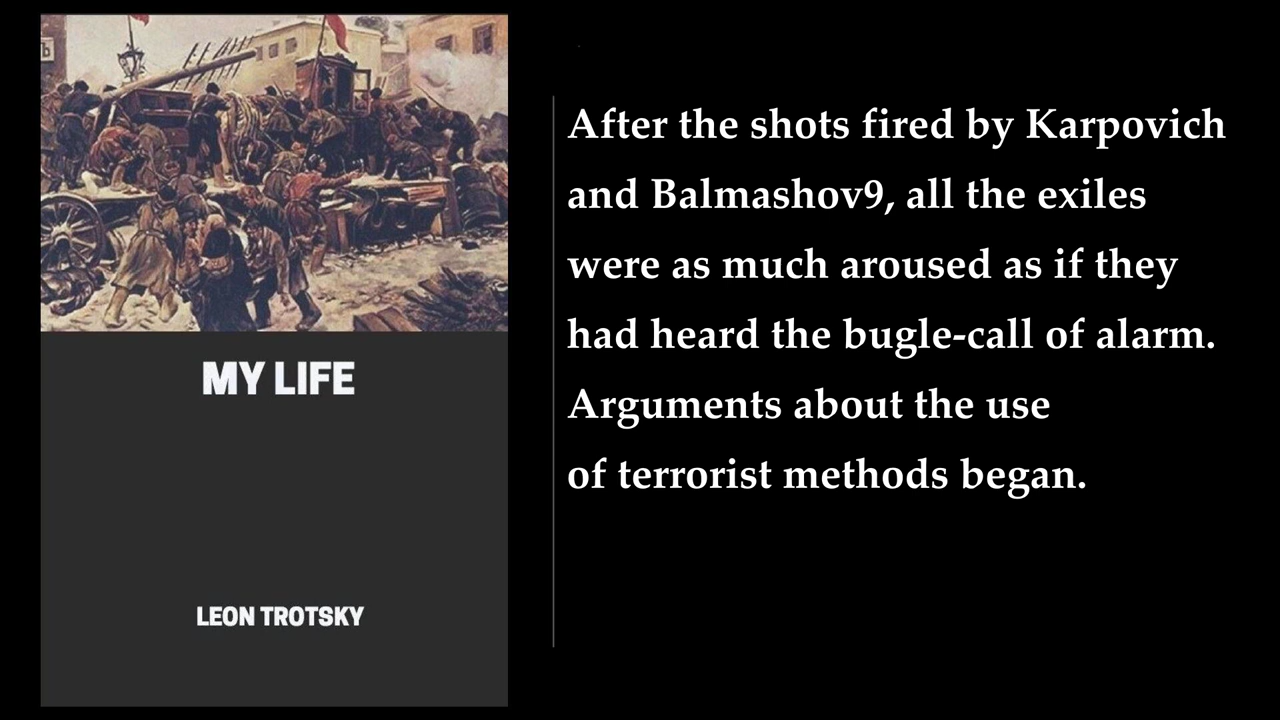 MY LIFE
LEON TROTSKY
After the shots fired by Karpovich
and Balmashov9, all the exiles
were as much aroused as if they
had heard the bugle-call of alarm.
Arguments about the use
of terrorist methods began.